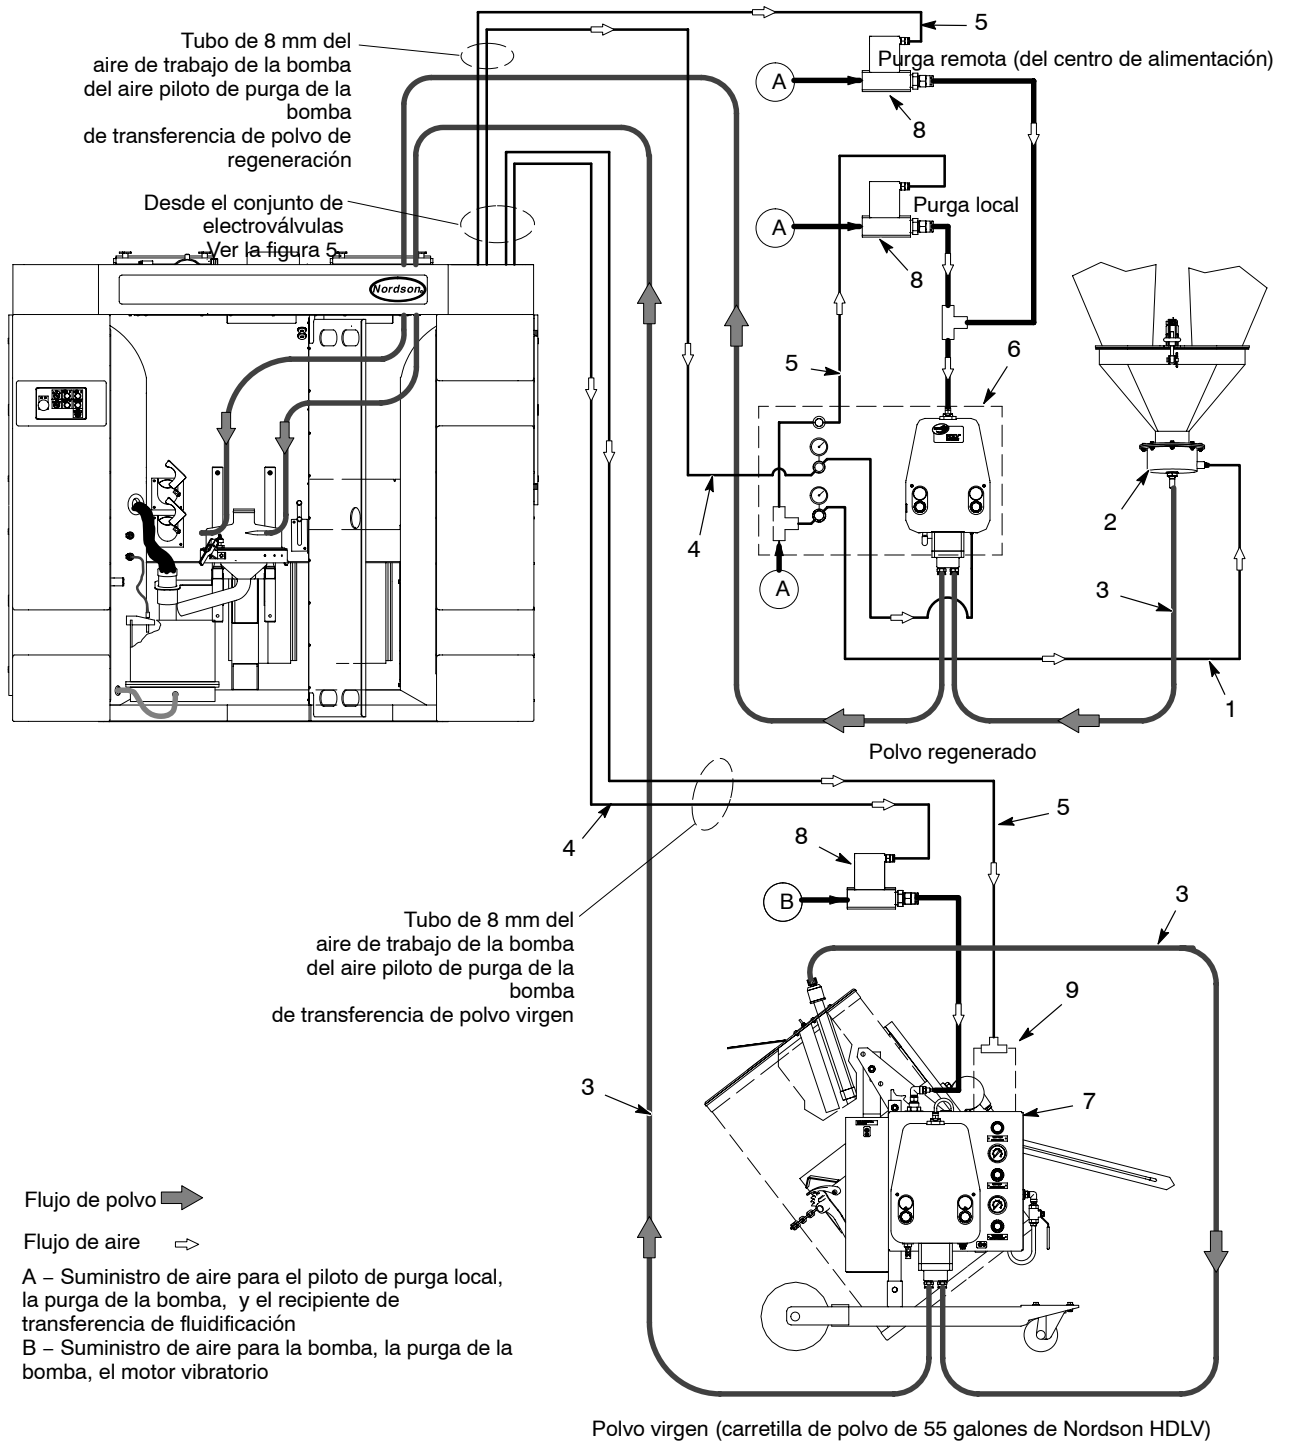 5
Tubo de 8 mm del
aire de trabajo de la bomba
del aire piloto de purga de la
bomba
de transferencia de polvo de
regeneración
Purga remota (del centro de alimentación)
A
8
Desde el conjunto de
electroválvulas
Ver la figura 5.
Purga local
A
8
Nordson
6
5
2
4
A
3
1
Polvo regenerado
5
4
8
B
3
Tubo de 8 mm del
aire de trabajo de la bomba
del aire piloto de purga de la
bomba
de transferencia de polvo virgen
9
3
7
Flujo de polvo
Flujo de aire
A – Suministro de aire para el piloto de purga local,
la purga de la bomba, y el recipiente de
transferencia de fluidificación
B – Suministro de aire para la bomba, la purga de la
bomba, el motor vibratorio
Polvo virgen (carretilla de polvo de 55 galones de Nordson HDLV)